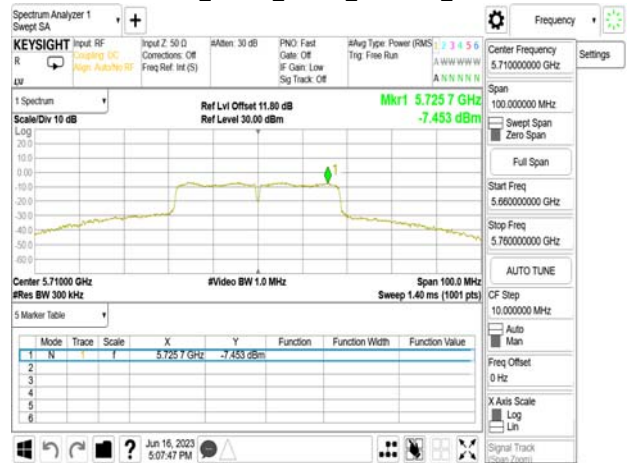 Spectrum Analyzer 1
Swept SA
Frequency
KEYSIGHT
R
Input: RF
Coupling: DC
Align: Auto/No RF
Input Z: 50 Ω
Corrections: Off
Freq Ref: Int (S)
#Atten: 30 dB
PNO: Fast
Gate: Off
IF Gain: Low
Sig Track: Off
#Avg Type: Power (RMS
Trig: Free Run
1 2 3 4 5 6
A W W W W W
A N N N N N
Center Frequency
5.710000000 GHz
Settings
Span
100.000000 MHz
Swept Span
Zero Span
Full Span
Start Freq
5.660000000 GHz
Stop Freq
5.760000000 GHz
AUTO TUNE
CF Step
10.000000 MHz
Auto
Man
Freq Offset
0 Hz
X Axis Scale
Log
Lin
Signal Track
(Span Zoom)
1 Spectrum
Scale/Div 10 dB
Ref Lvl Offset 11.80 dB
Ref Level 30.00 dBm
Mkr1 5.725 7 GHz
-7.453 dBm
Log
20.0
10.0
0.00
-10.0
-20.0
-30.0
-40.0
-50.0
-60.0
1
Center 5.71000 GHz
#Res BW 300 kHz
#Video BW 1.0 MHz
Span 100.0 MHz
Sweep 1.40 ms (1001 pts)
5 Marker Table
Mode Trace Scale X Y Function Function Width Function Value
1 N 1 f 5.725 7 GHz -7.453 dBm
2
3
4
5
6
?
Jun 16, 2023
5:07:47 PM